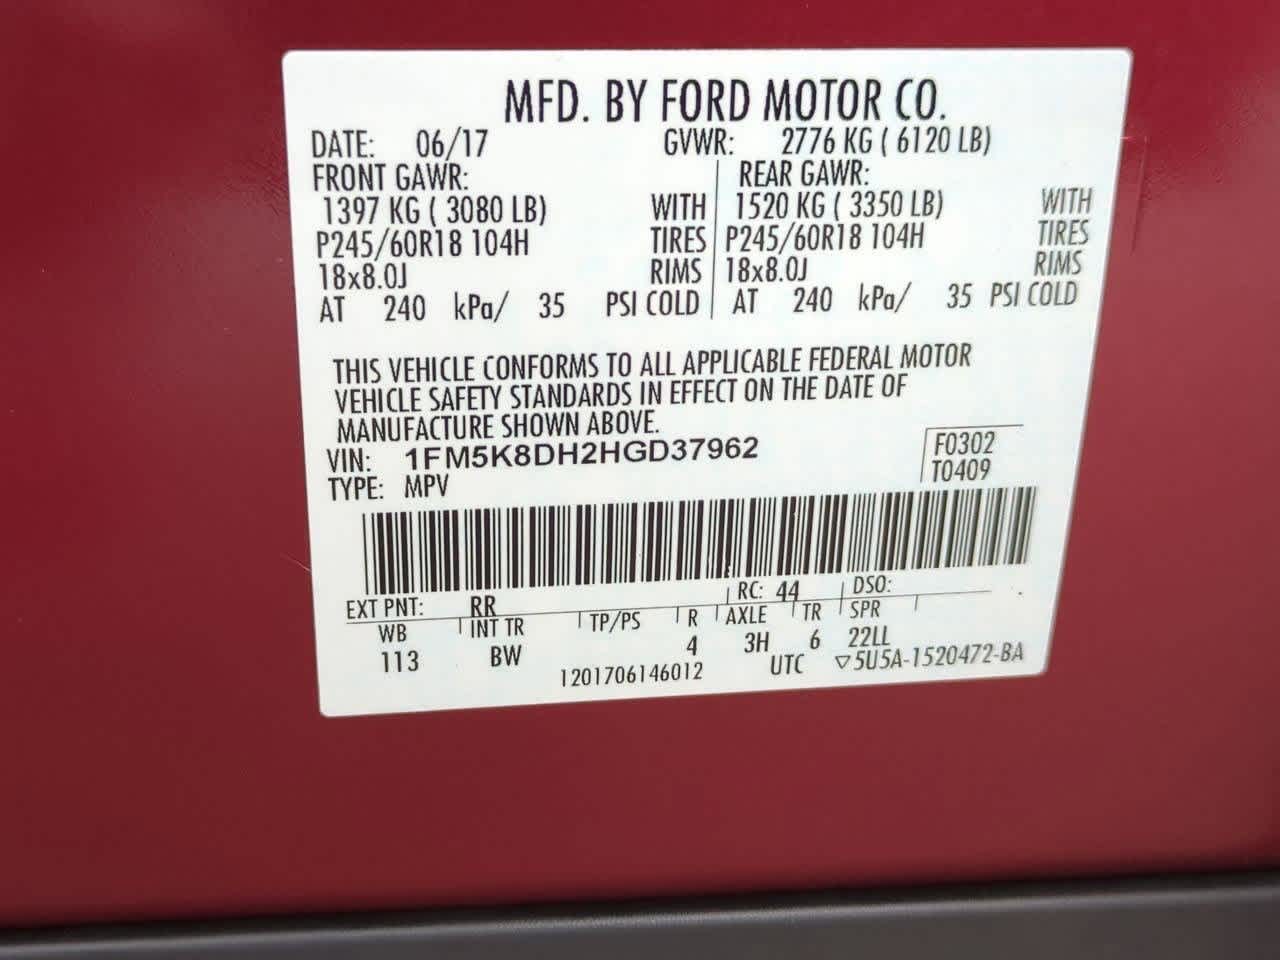 MFD. BY FORD MOTOR CO.
DATE: 06/17 GVWR: 2776 KG ( 6120 LB)
FRONT GAWR: REAR GAWR:
1397 KG ( 3080 LB) WITH 1520 KG ( 3350 LB) WITH
P245/60R18 104H TIRES P245/60R18 104H TIRES
18x8.0J RIMS 18x8.0J RIMS
AT 240 kPa/ 35 PSI COLD AT 240 kPa/ 35 PSI COLD
THIS VEHICLE CONFORMS TO ALL APPLICABLE FEDERAL MOTOR
VEHICLE SAFETY STANDARDS IN EFFECT ON THE DATE OF
MANUFACTURE SHOWN ABOVE.
VIN: 1FM5K8DH2HGD37962 F0302
TYPE: MPV T0409
EXT PNT: RR RC: 44 DSO:
WB INT TR TP/PS R AXLE TR SPR
113 BW 4 3H 6 22LL
1201706146012 UTC ▽5U5A-1520472-BA